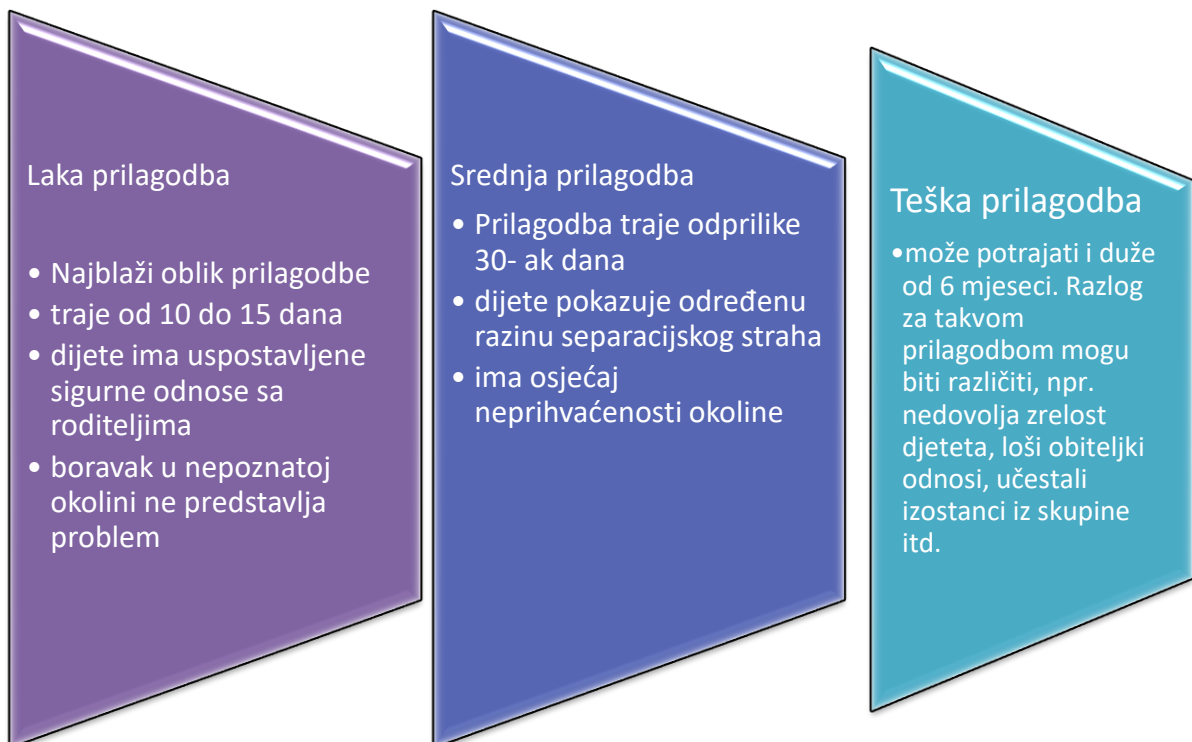 Laka prilagodba
• Najblaži oblik prilagodbe
• traje od 10 do 15 dana
• dijete ima uspostavljene
sigurne odnose sa
roditeljima
• boravak u nepoznatoj
okolini ne predstavlja
problem
Srednja prilagodba
• Prilagodba traje odprilike
30- ak dana
• dijete pokazuje određenu
razinu separacijskog straha
• ima osjećaj
neprihvaćenosti okoline
Teška prilagodba
•može potrajati i duže
od 6 mjeseci. Razlog
za takvom
prilagodbom mogu
biti različiti, npr.
nedovolja zrelost
djeteta, loši obiteljki
odnosi, učestali
izostanci iz skupine
itd.